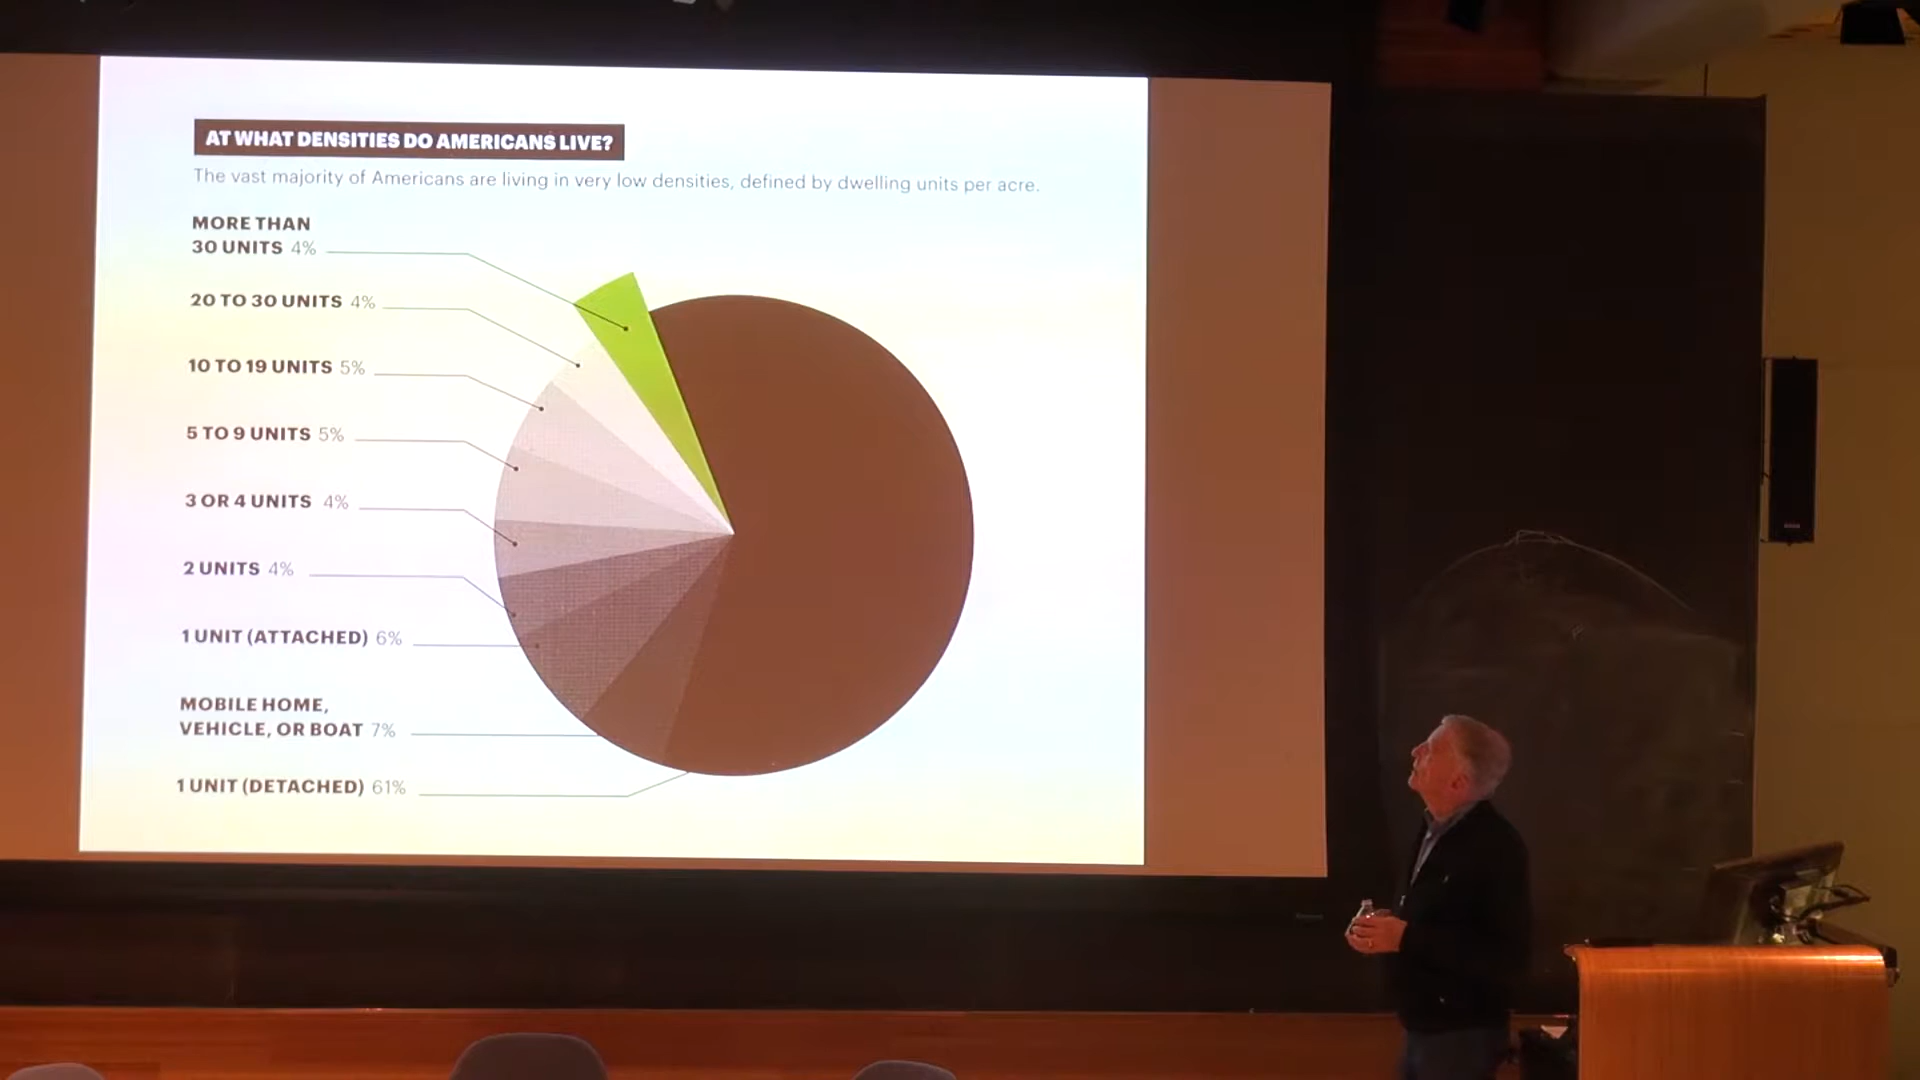 AT WHAT DENSITIES DO AMERICANS LIVE?
The vast majority of Americans are living in very low densities, defined by dwelling units per acre.
MORE THAN
30 UNITS 4%
20 TO 30 UNITS 4%
10 TO 19 UNITS 5%
5 TO 9 UNITS 5%
3 OR 4 UNITS 4%
2 UNITS 4%
1 UNIT (ATTACHED) 6%
MOBILE HOME,
VEHICLE, OR BOAT 7%
1 UNIT (DETACHED) 61%